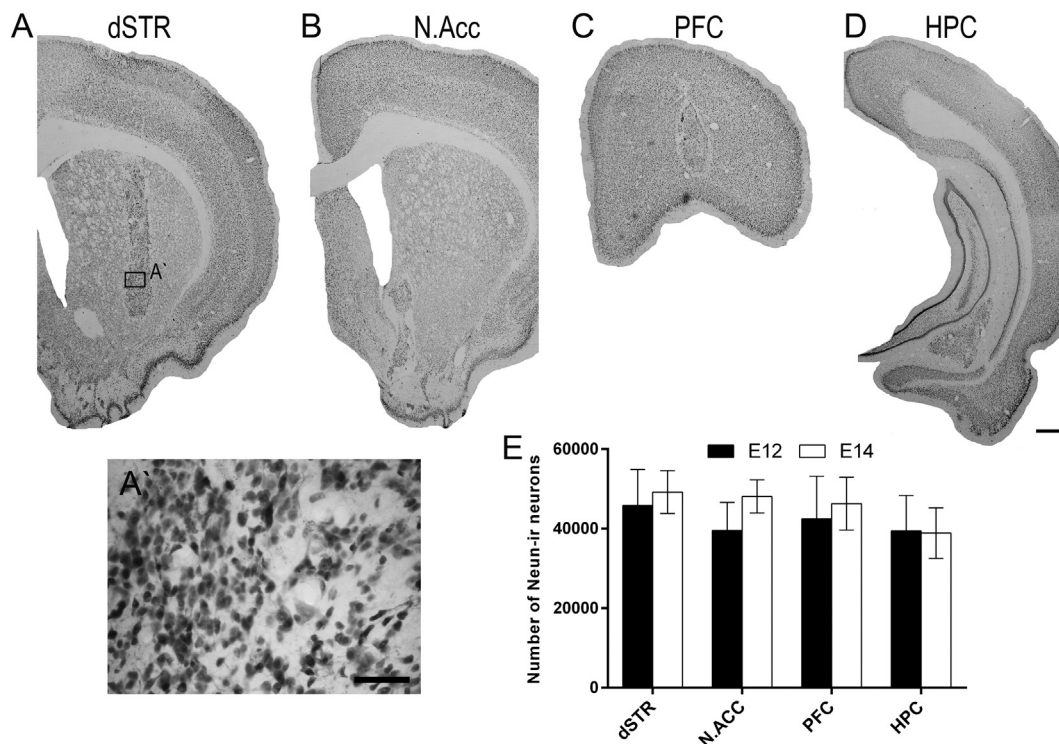 A dSTR
B N.Acc
C PFC
D HPC
A`
A`
E
E12 E14
Number of Neun-ir neurons
60000
40000
20000
0
dSTR
N.ACC
PFC
HPC